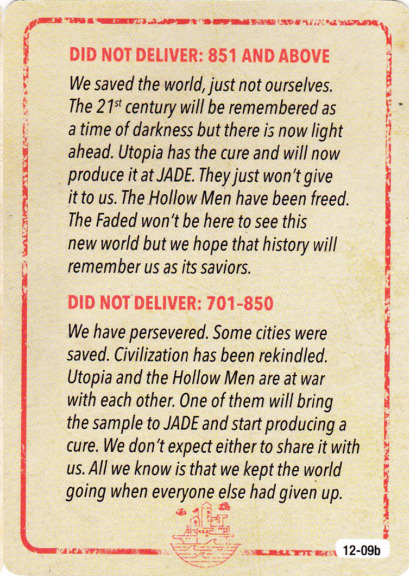 DID NOT DELIVER: 851 AND ABOVE
We saved the world, just not ourselves.
The 21st century will be remembered as
a time of darkness but there is now light
ahead. Utopia has the cure and will now
produce it at JADE. They just won't give
it to us. The Hollow Men have been freed.
The Faded won't be here to see this
new world but we hope that history will
remember us as its saviors.
DID NOT DELIVER: 701–850
We have persevered. Some cities were
saved. Civilization has been rekindled.
Utopia and the Hollow Men are at war
with each other. One of them will bring
the sample to JADE and start producing a
cure. We don't expect either to share it with
us. All we know is that we kept the world
going when everyone else had given up.
12-09b